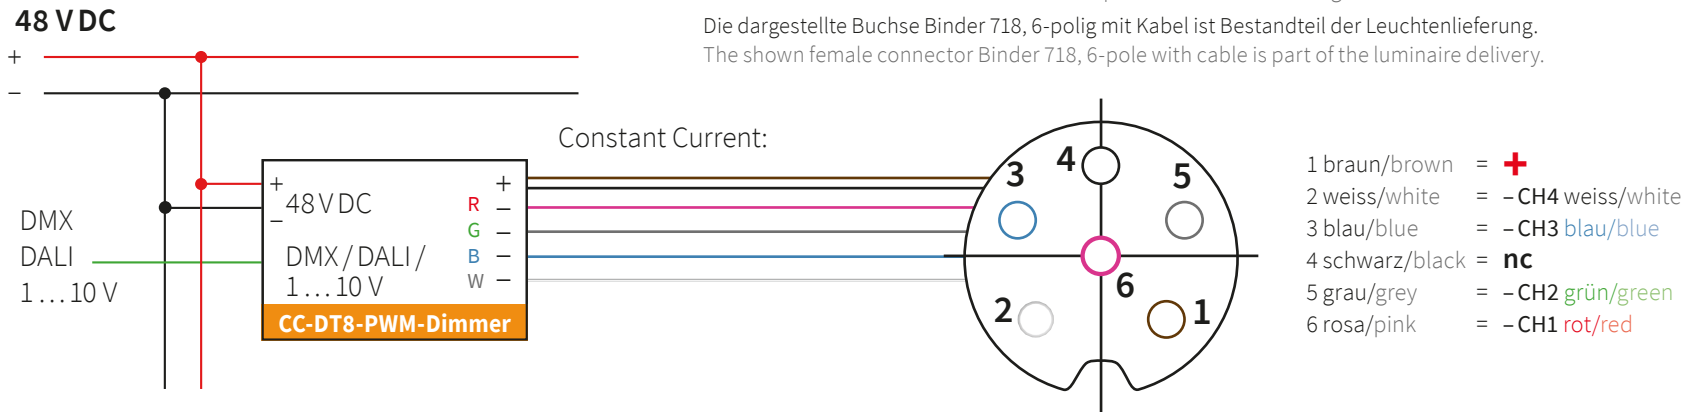 48 V DC
Die dargestellte Buchse Binder 718, 6-polig mit Kabel ist Bestandteil der Leuchtenlieferung.
The shown female connector Binder 718, 6-pole with cable is part of the luminaire delivery.
+
−
Constant Current:
DMX
DALI
1 … 10 V
+
−
48 V DC
DMX / DALI /
1 … 10 V
+
R −
G −
B −
W −
CC-DT8-PWM-Dimmer
3
4
5
6
2
1
1 braun/brown = +
2 weiss/white = – CH4 weiss/white
3 blau/blue = – CH3 blau/blue
4 schwarz/black = nc
5 grau/grey = – CH2 grün/green
6 rosa/pink = – CH1 rot/red